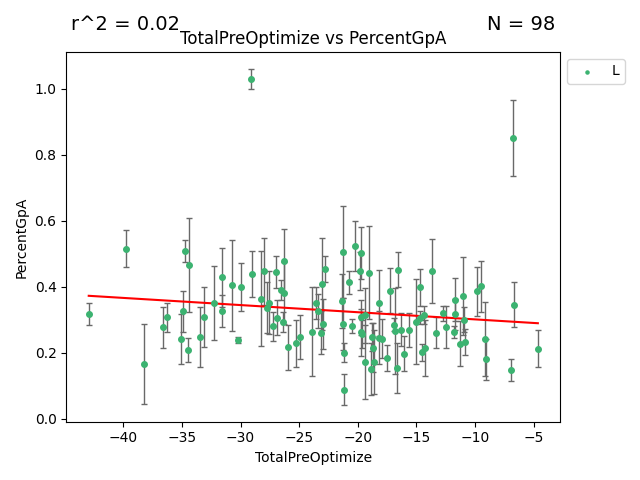 r^2 = 0.02
N = 98
TotalPreOptimize vs PercentGpA
L
1.0
0.8
0.6
0.4
0.2
0.0
PercentGpA
−40 −35 −30 −25 −20 −15 −10 −5
TotalPreOptimize